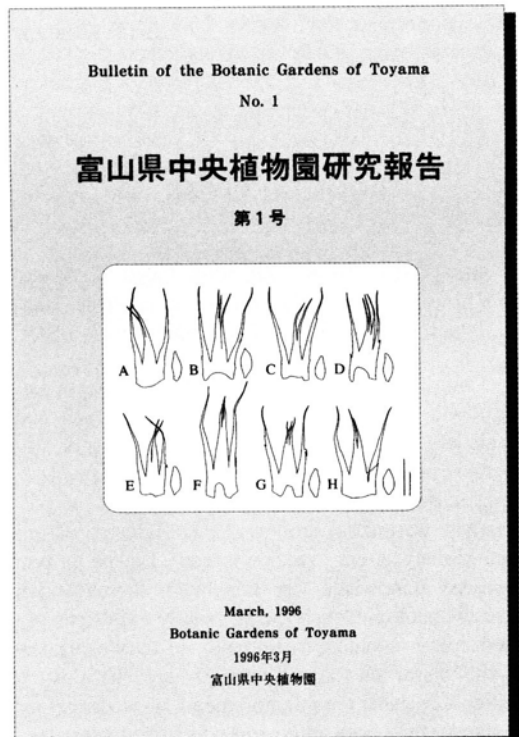 Bulletin of the Botanic Gardens of Toyama
No. 1
富山県中央植物園研究報告
第1号
A B C D
E F G H
March, 1996
Botanic Gardens of Toyama
1996年3月
富山県中央植物園